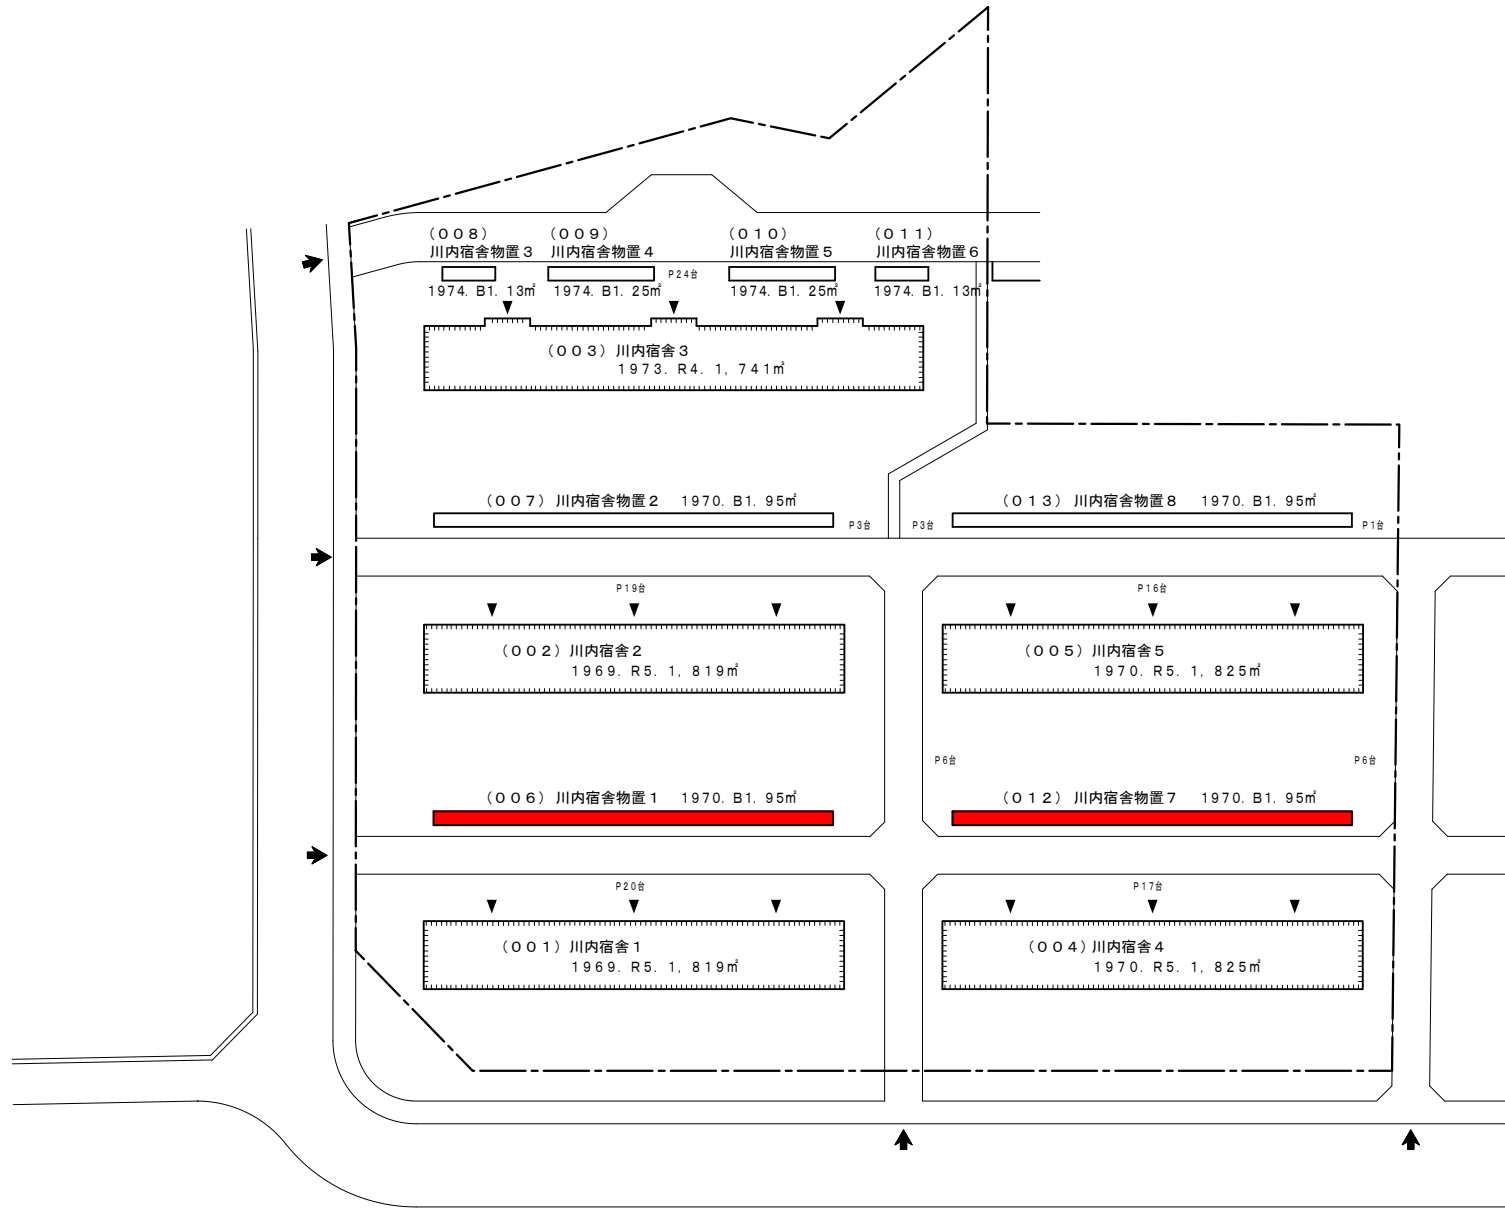 (008)
川内宿舎物置3
(009)
川内宿舎物置4
(010)
川内宿舎物置5
(011)
川内宿舎物置6
P24台
1974. B1. 13㎡
1974. B1. 25㎡
1974. B1. 25㎡
1974. B1. 13㎡
(003) 川内宿舎3
1973. R4. 1, 741㎡
(007) 川内宿舎物置2 1970. B1. 95㎡
(013) 川内宿舎物置8 1970. B1. 95㎡
P3台
P3台
P1台
P19台
P16台
(002) 川内宿舎2
1969. R5. 1, 819㎡
(005) 川内宿舎5
1970. R5. 1, 825㎡
P6台
P6台
(006) 川内宿舎物置1 1970. B1. 95㎡
(012) 川内宿舎物置7 1970. B1. 95㎡
P20台
P17台
(001) 川内宿舎1
1969. R5. 1, 819㎡
(004) 川内宿舎4
1970. R5. 1, 825㎡